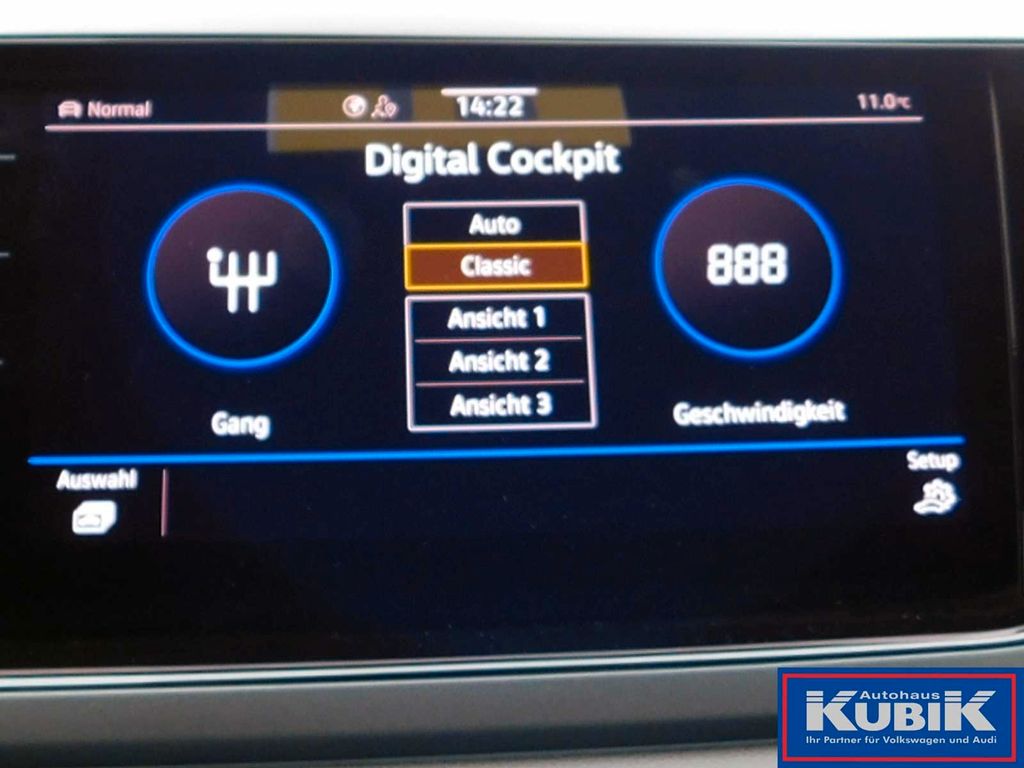 Normal
14:22
11.0°C
Digital Cockpit
Auto
Classic
888
Ansicht 1
Ansicht 2
Ansicht 3
Gang
Geschwindigkeit
Auswahl
Setup
Autohaus
KUBIK
Ihr Partner für Volkswagen und Audi